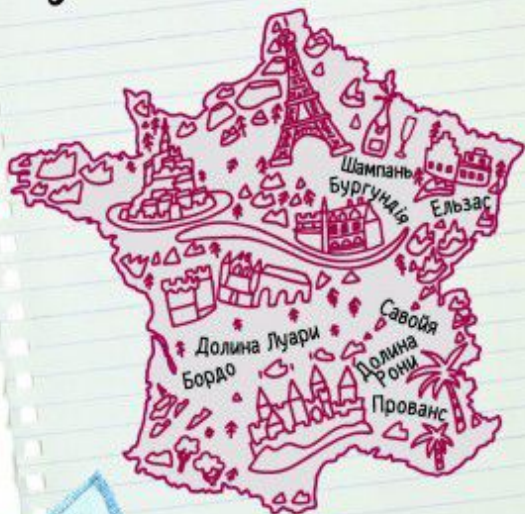 Шампань
Бургундія
Ельзас
Савойя
Долина Луари
Долина
Рони
Бордо
Прованс